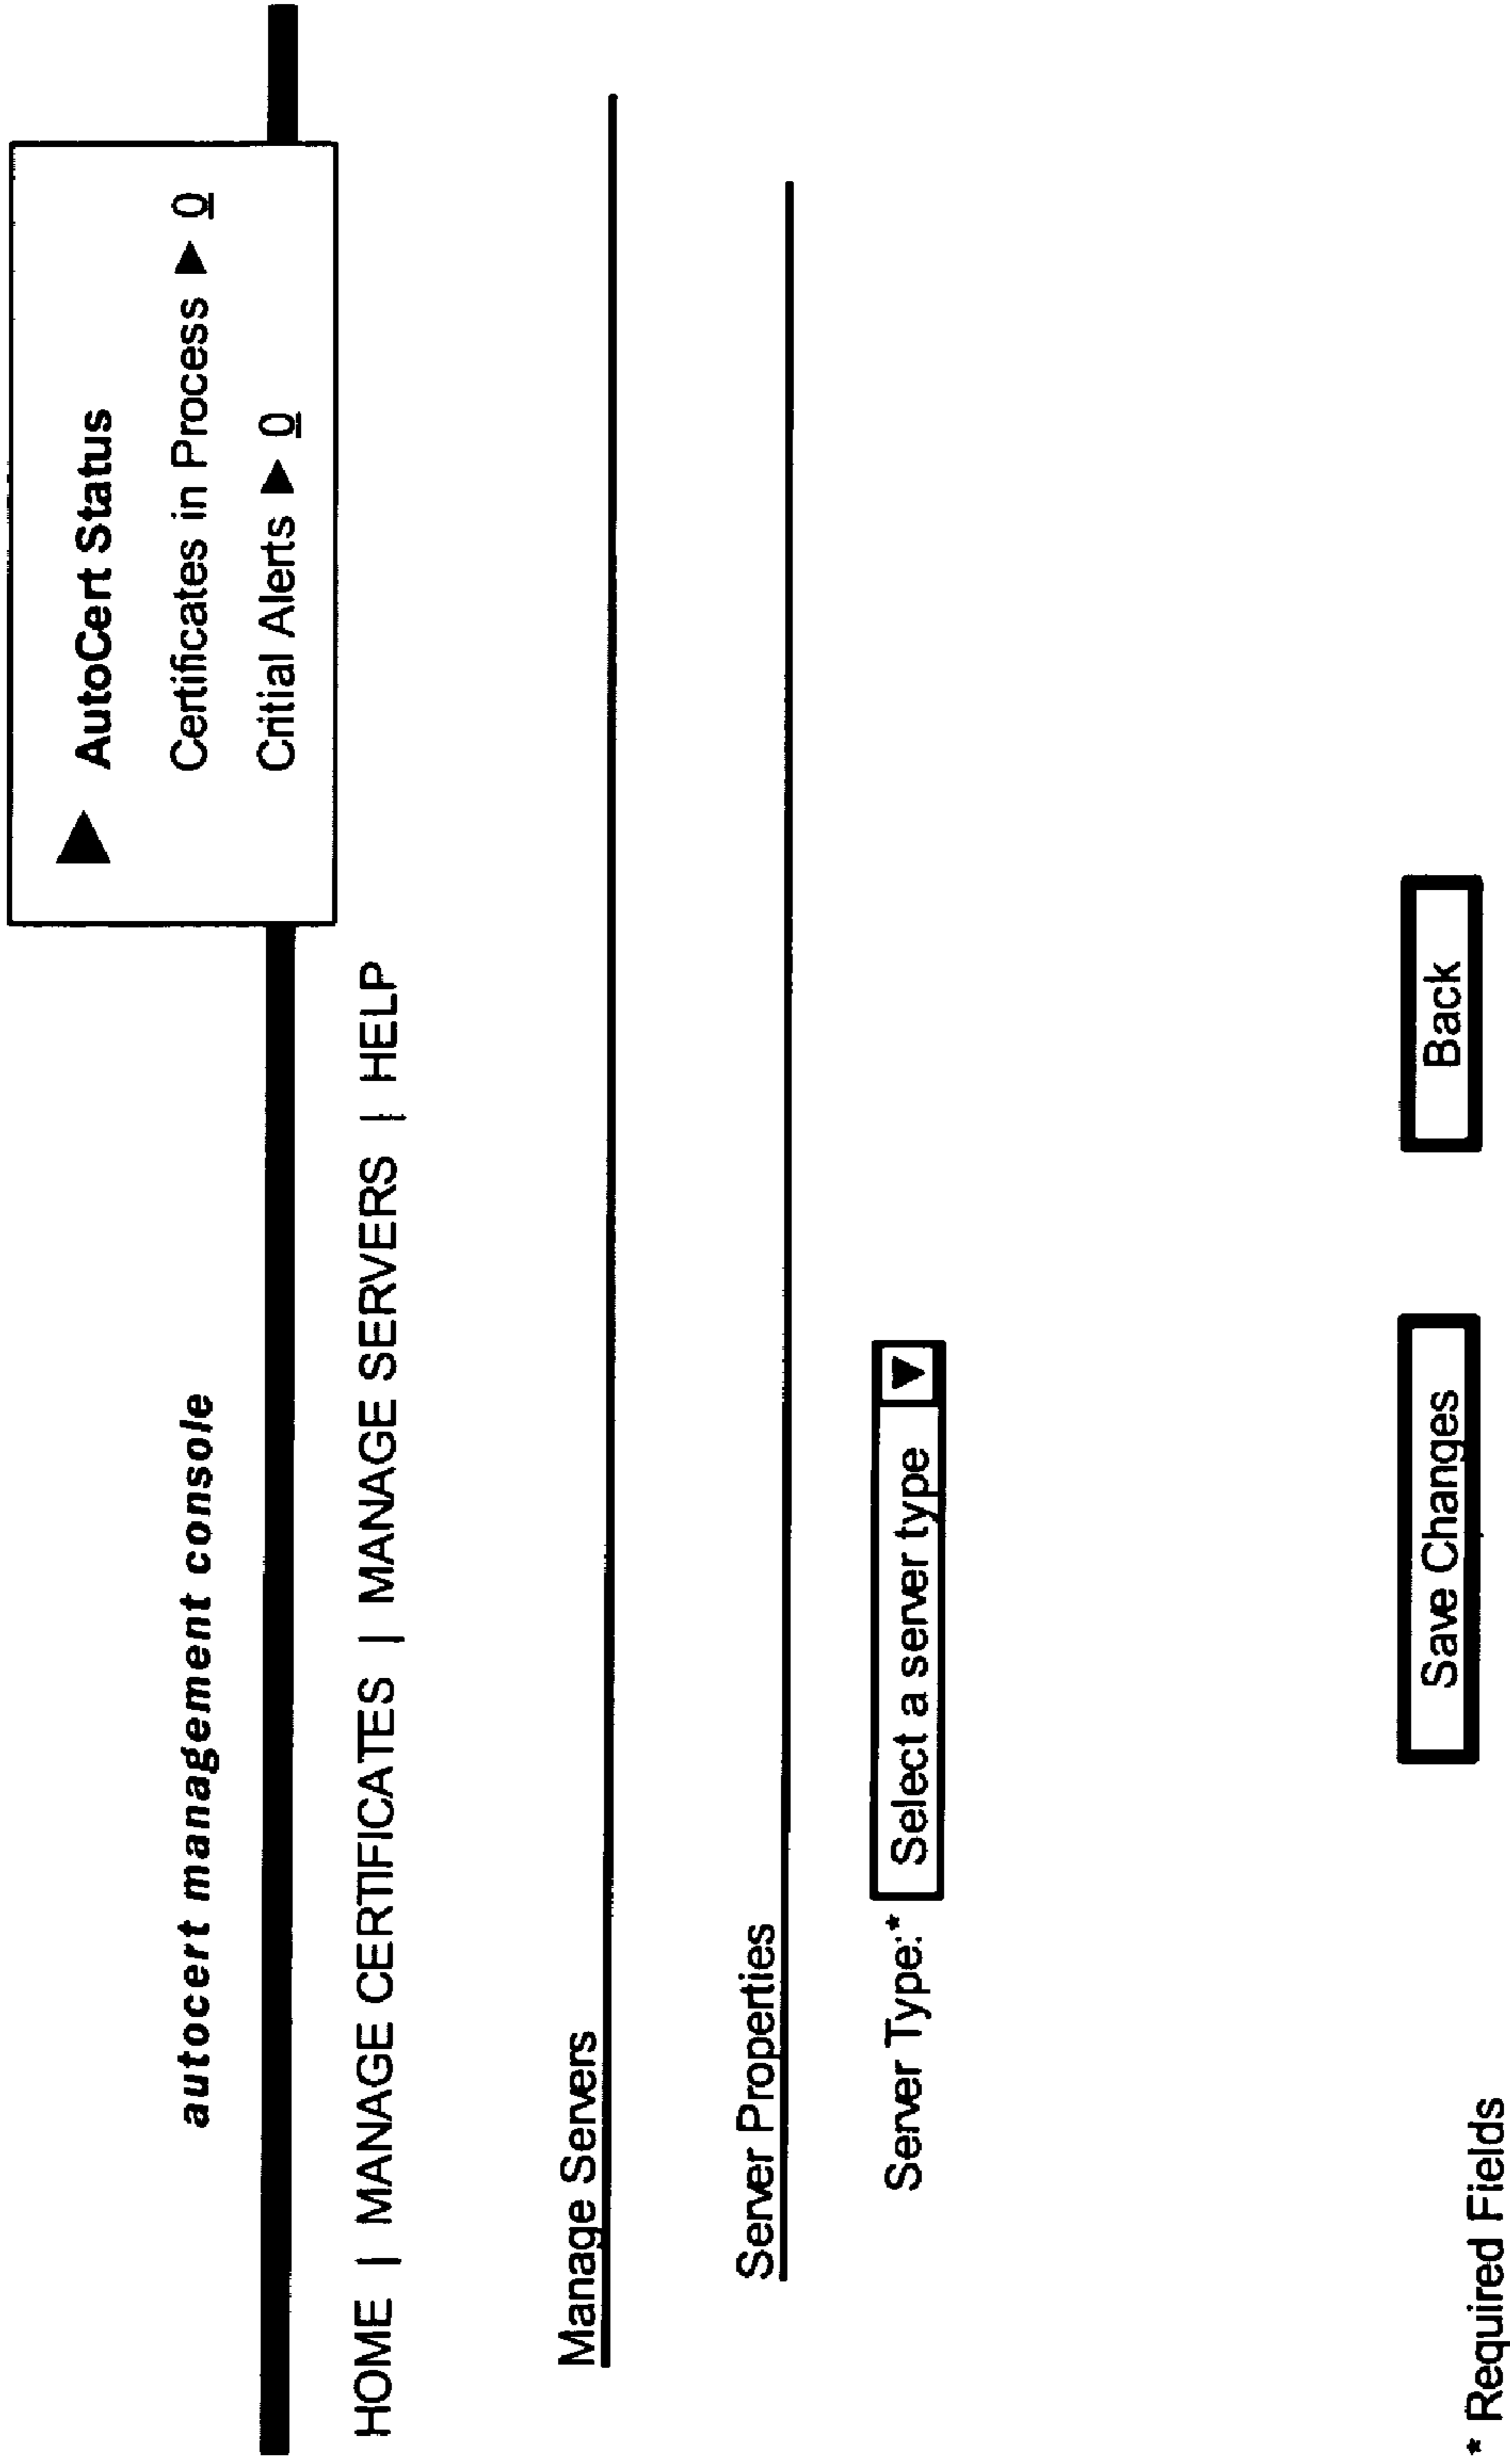 autocert management console
AutoCert Status
Certificates in Process ▶ 0
Critial Alerts ▶ 0
HOME | MANAGE CERTIFICATES | MANAGE SERVERS | HELP
Manage Servers
Server Properties
Server Type:* Select a server type ▼
Save Changes
Back
* Required Fields